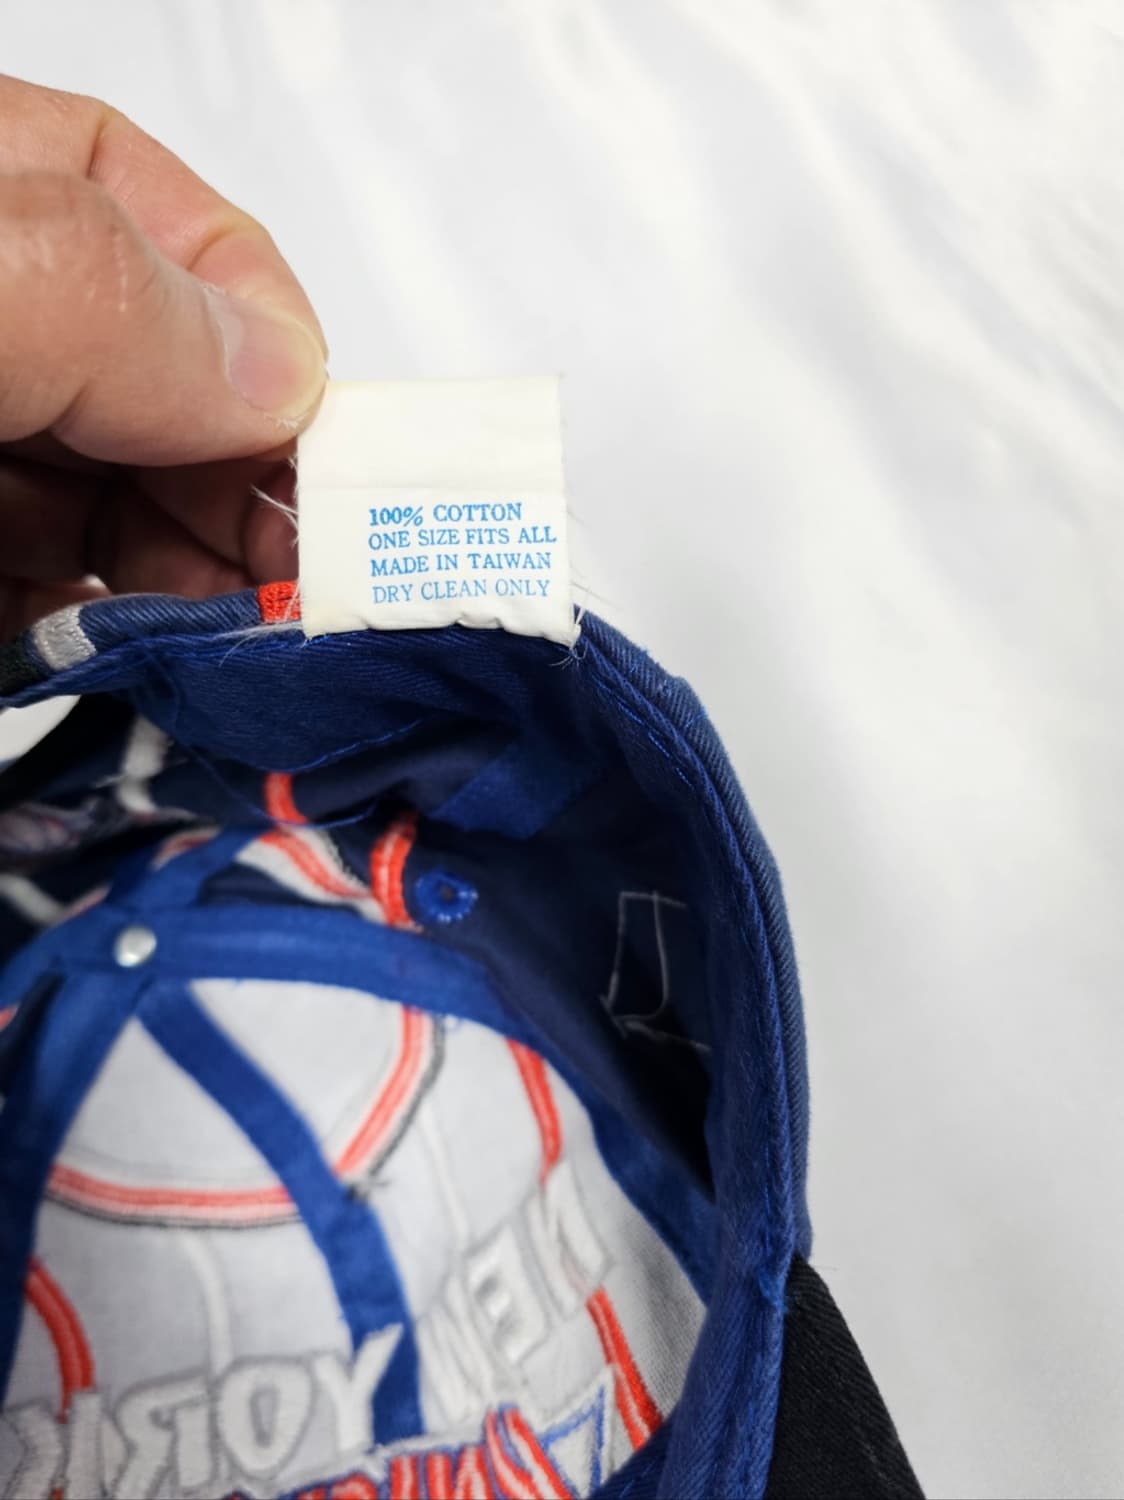 100% COTTON
ONE SIZE FITS ALL
MADE IN TAIWAN
DRY CLEAN ONLY
NEW YORK